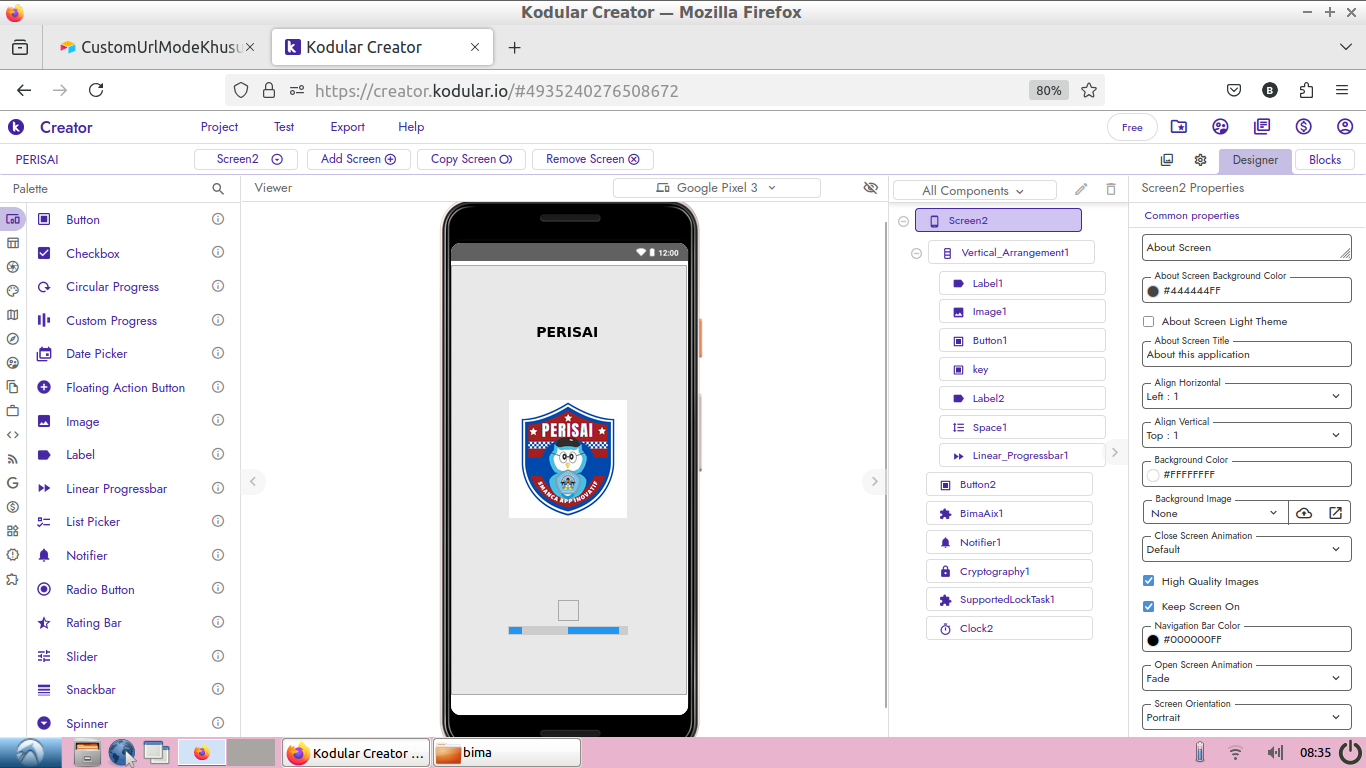 Kodular Creator — Mozilla Firefox
CustomUrlModeKhusu
Kodular Creator
https://creator.kodular.io/#4935240276508672
80%
B
Creator
Project
Test
Export
Help
Free
PERISAI
Screen2
Add Screen
Copy Screen
Remove Screen
Designer
Blocks
Palette
Button
Checkbox
Circular Progress
Custom Progress
Date Picker
Floating Action Button
Image
Label
Linear Progressbar
List Picker
Notifier
Radio Button
Rating Bar
Slider
Snackbar
Spinner
Viewer
Google Pixel 3
12:00
PERISAI
PERISAI
SMANCA APP INOVATIF
All Components
Screen2
Vertical_Arrangement1
Label1
Image1
Button1
key
Label2
Space1
Linear_Progressbar1
Button2
BimaAix1
Notifier1
Cryptography1
SupportedLockTask1
Clock2
Screen2 Properties
Common properties
About Screen
About Screen Background Color
#444444FF
About Screen Light Theme
About Screen Title
About this application
Align Horizontal
Left : 1
Align Vertical
Top : 1
Background Color
#FFFFFFFF
Background Image
None
Close Screen Animation
Default
High Quality Images
Keep Screen On
Navigation Bar Color
#000000FF
Open Screen Animation
Fade
Screen Orientation
Portrait
Kodular Creator ...
bima
08:35